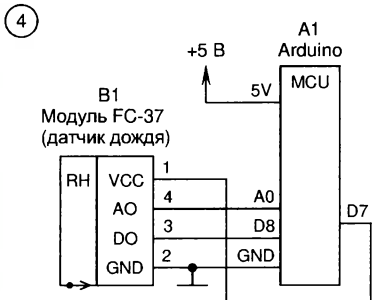 4
A1
Arduino
+5 В
5V
MCU
B1
Модуль FC-37
(датчик дождя)
RH
VCC
1
AO
4
A0
D7
DO
3
D8
GND
2
GND